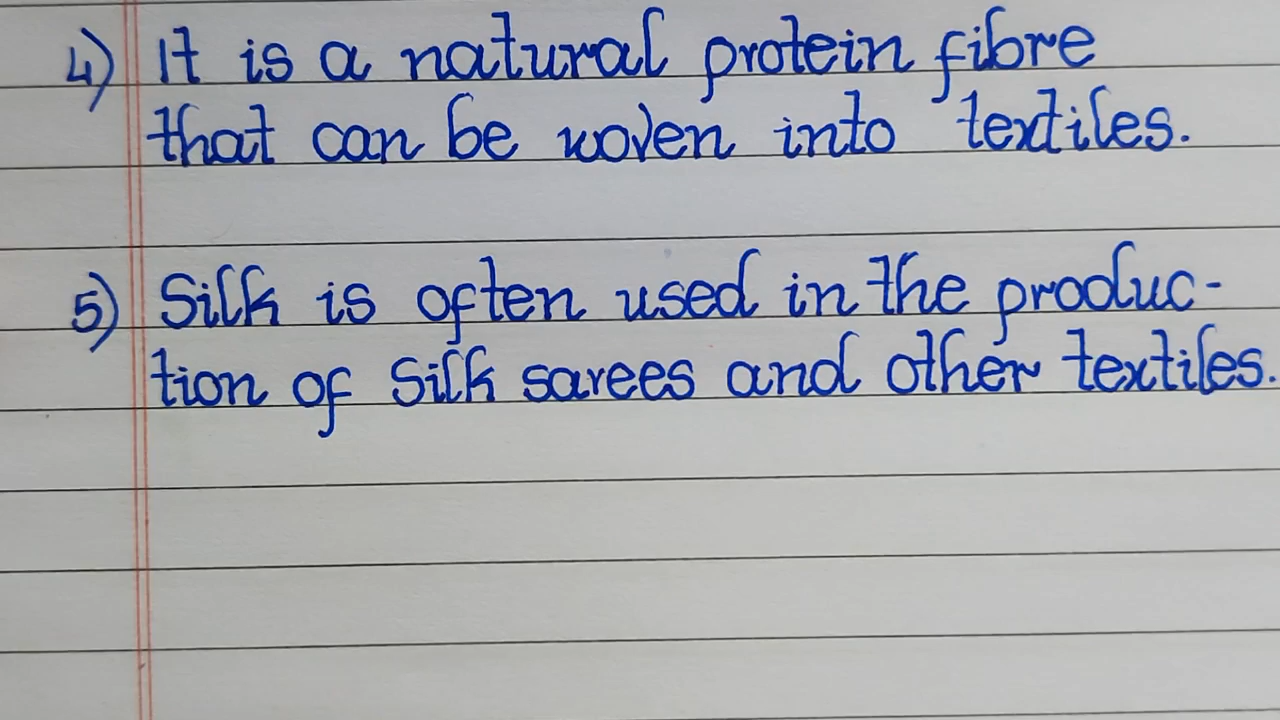 4) It is a natural protein fibre
that can be woven into textiles.
5) Silk is often used in the produc-
tion of Silk sarees and other textiles.